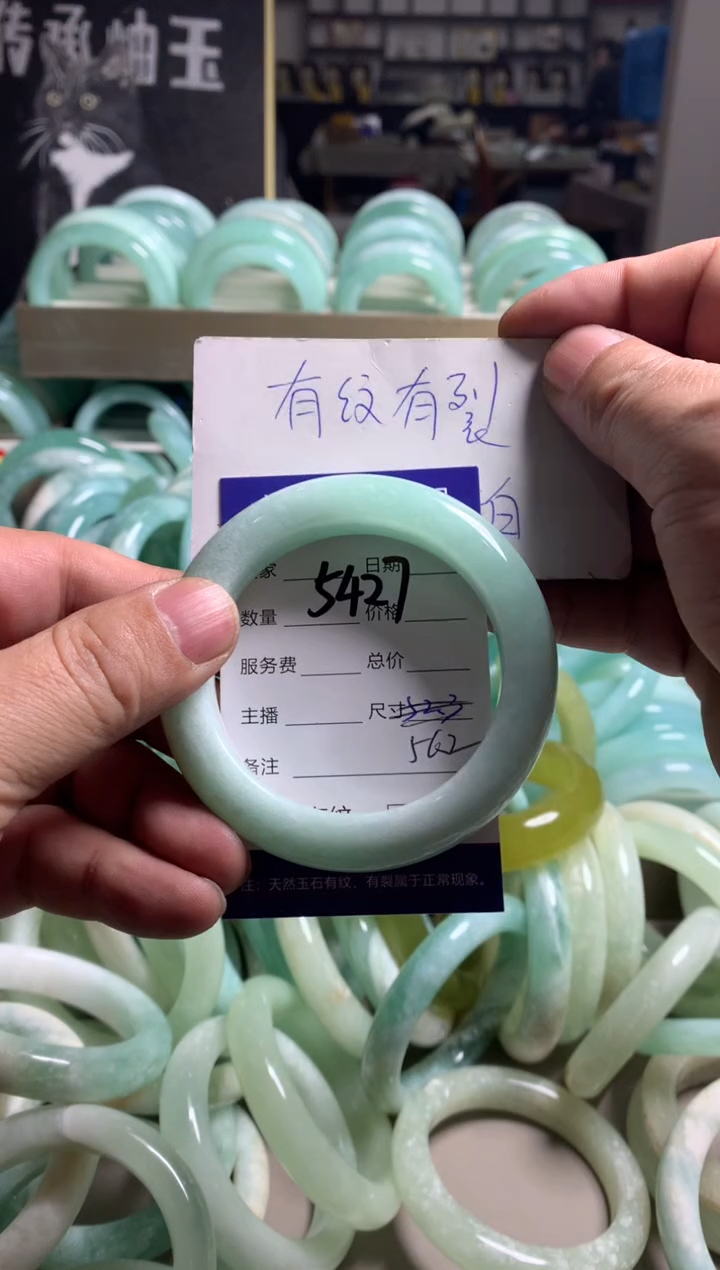 传承岫玉
有纹有裂
白
家 日期
5427
数量 价格
服务费 总价
主播 尺寸
562
备注
注：天然玉石有纹、有裂属于正常现象。